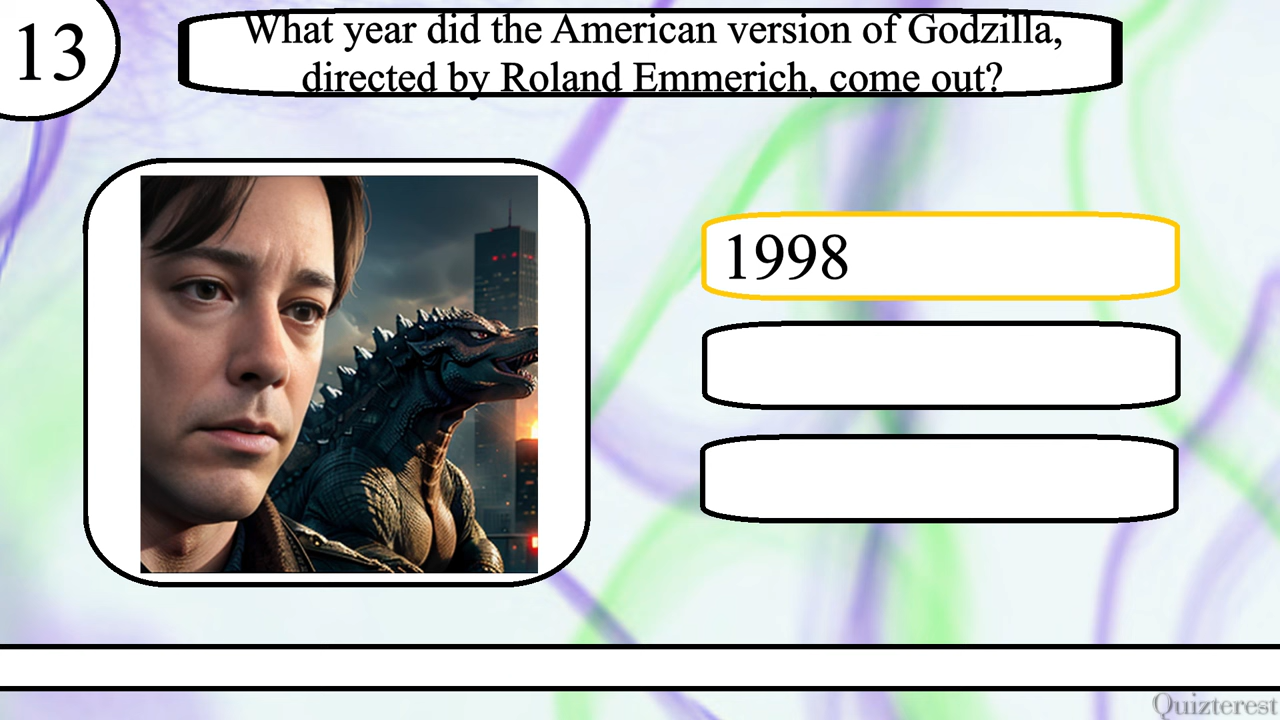 13
What year did the American version of Godzilla,
directed by Roland Emmerich, come out?
1998
Quizterest